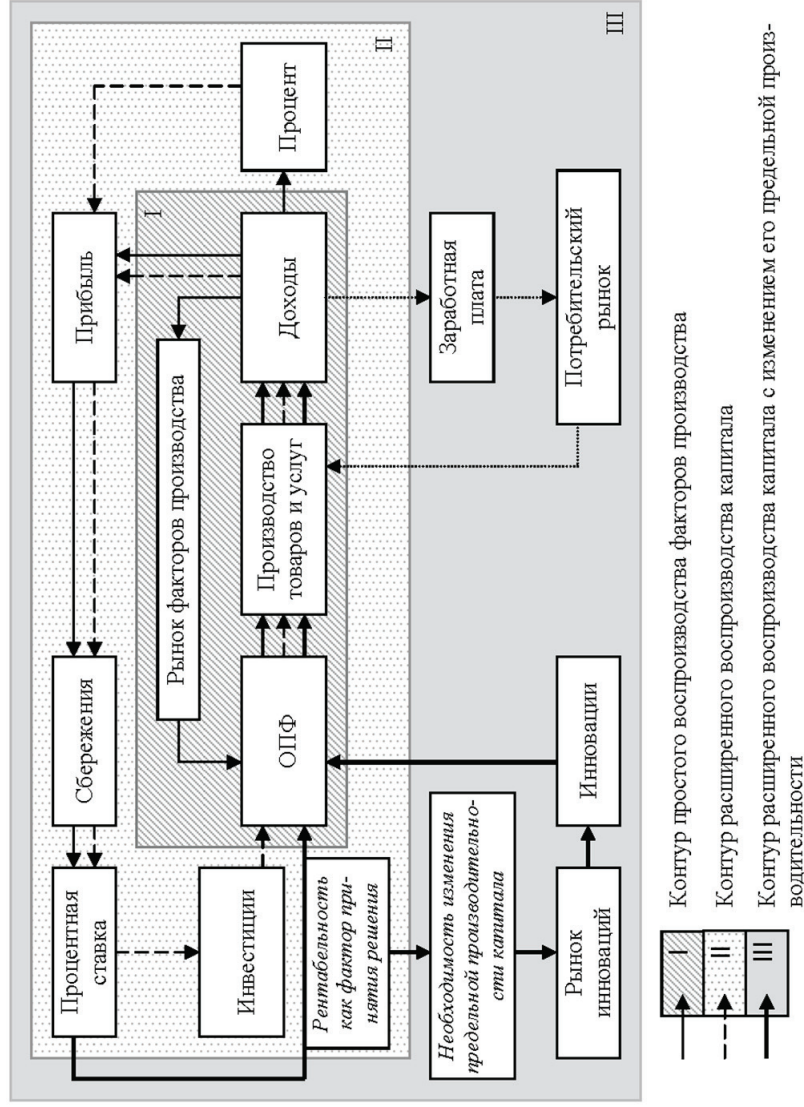 Процентная
ставка
Сбережения
Прибыль
II
Инвестиции
Рынок факторов производства
I
Процент
Рентабельность
как фактор при-
нятия решения
ОПФ
Производство
товаров и услуг
Доходы
Необходимость изменения
предельной производительно-
сти капитала
Заработная
плата
Рынок
инноваций
Инновации
Потребительский
рынок
III
I
Контур простого воспроизводства факторов производства
II
Контур расширенного воспроизводства капитала
III
Контур расширенного воспроизводства капитала с изменением его предельной произ-
водительности